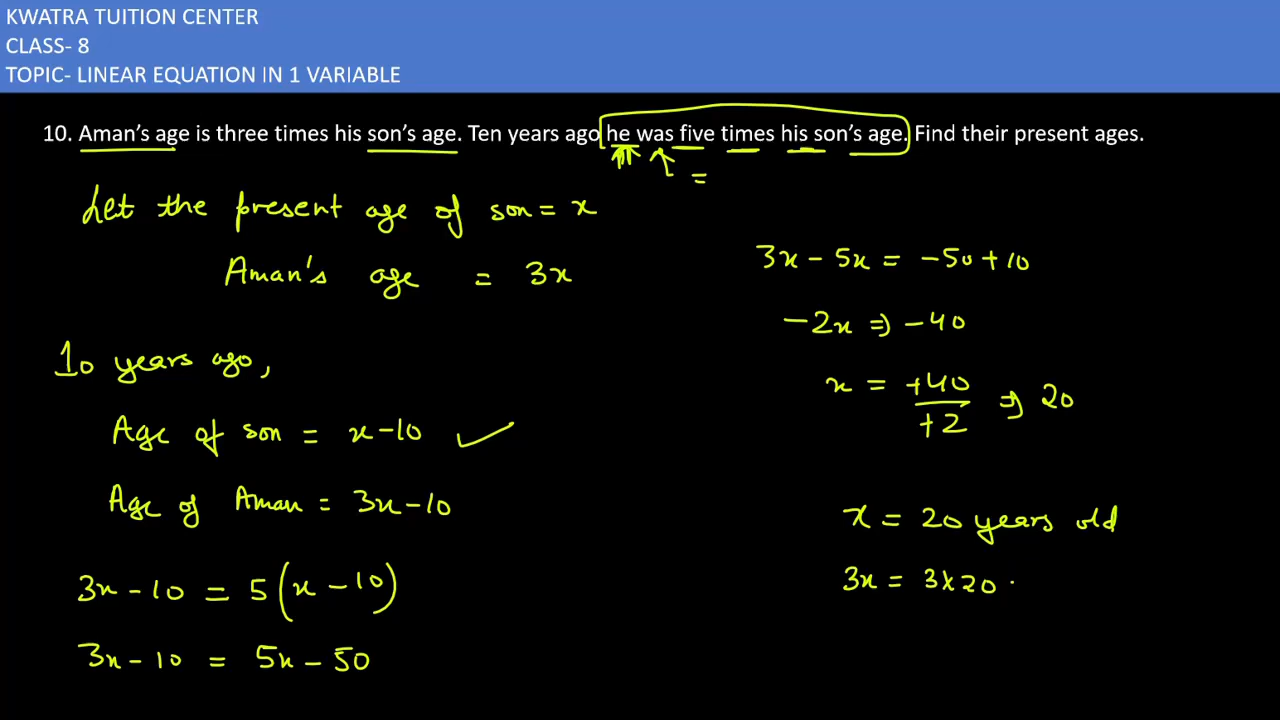 KWATRA TUITION CENTER
CLASS- 8
TOPIC- LINEAR EQUATION IN 1 VARIABLE
10. Aman's age is three times his son's age. Ten years ago he was five times his son's age. Find their present ages.
=
Let the present age of son = x
Aman's age = 3x
10 years ago,
Age of son = x-10 ✓
Age of Aman = 3x-10
3x - 10 = 5(x - 10)
3x - 10 = 5x - 50
3x - 5x = -50 + 10
-2x ⇒ -40
x = +40/+2 ⇒ 20
x = 20 years old
3x = 3x20